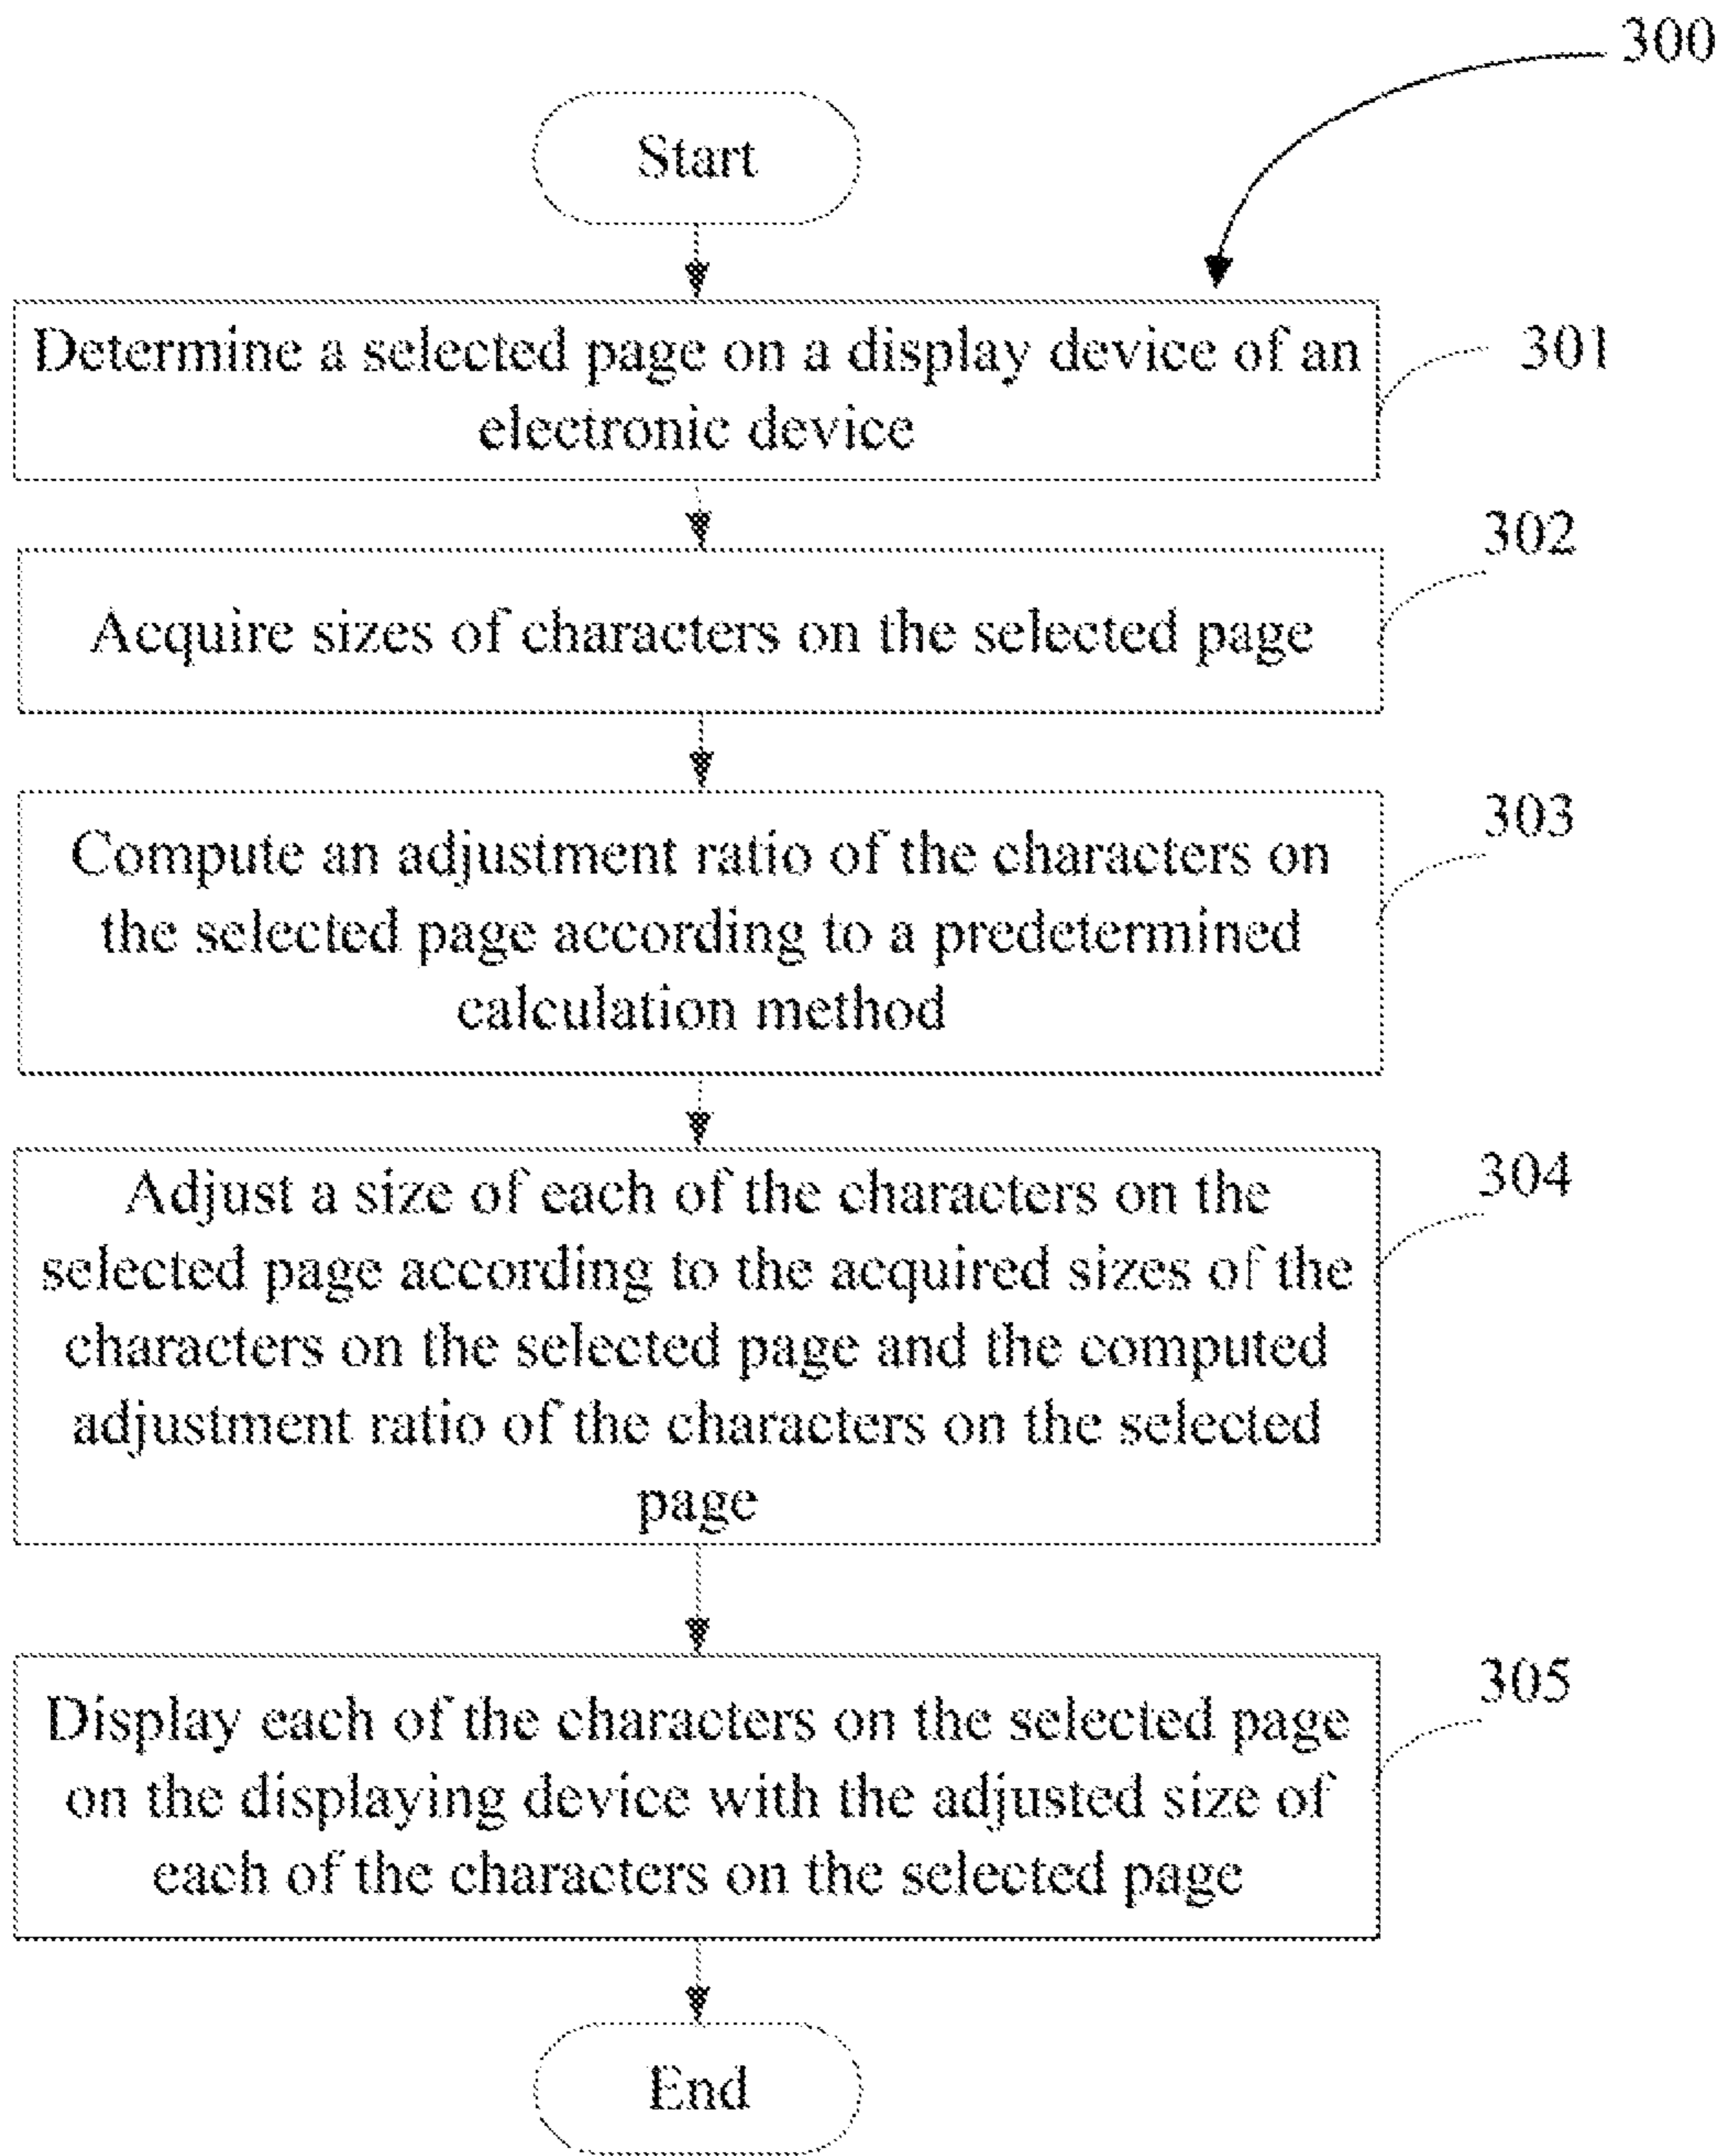 300
Start
Determine a selected page on a display device of an
electronic device
301
302
Acquire sizes of characters on the selected page
303
Compute an adjustment ratio of the characters on
the selected page according to a predetermined
calculation method
304
Adjust a size of each of the characters on the
selected page according to the acquired sizes of the
characters on the selected page and the computed
adjustment ratio of the characters on the selected
page
305
Display each of the characters on the selected page
on the displaying device with the adjusted size of
each of the characters on the selected page
End